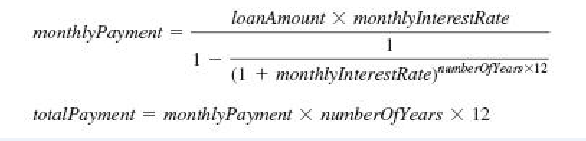 monthlyPayment = loanAmount × monthlyInterestRate / (1 − 1 / (1 + monthlyInterestRate)^numberOfYears×12)
totalPayment = monthlyPayment × numberOfYears × 12